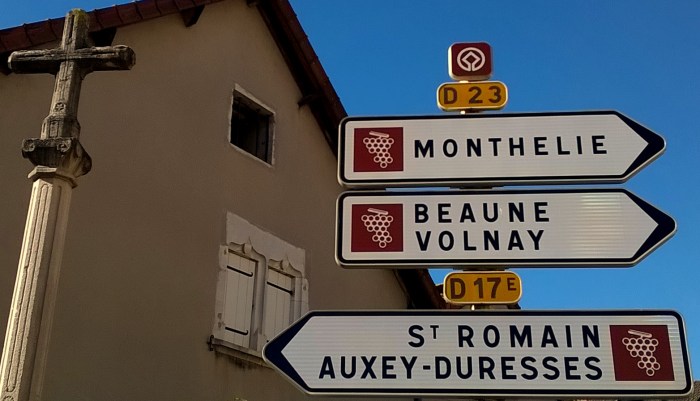 D 23
MONTHELIE
BEAUNE
VOLNAY
D 17E
ST ROMAIN
AUXEY-DURESSES